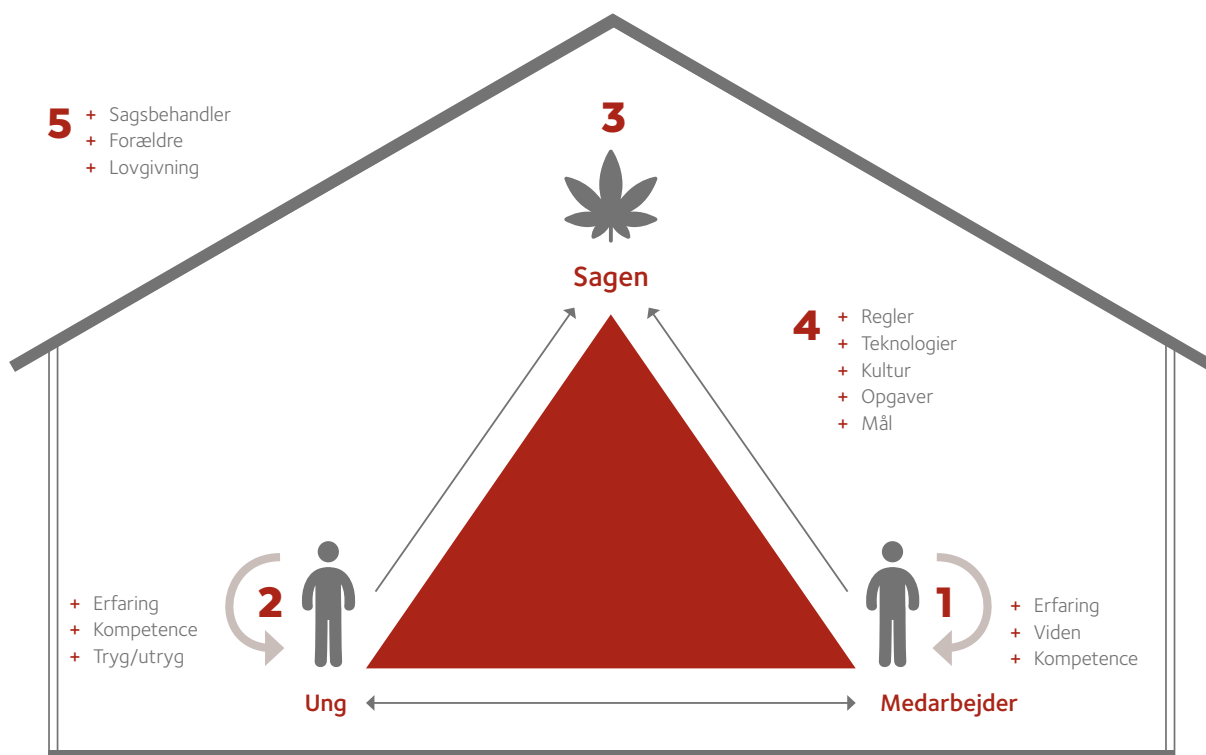 5
+ Sagsbehandler
+ Forældre
+ Lovgivning
3
Sagen
4
+ Regler
+ Teknologier
+ Kultur
+ Opgaver
+ Mål
2
+ Erfaring
+ Kompetence
+ Tryg/utryg
1
+ Erfaring
+ Viden
+ Kompetence
Ung
Medarbejder